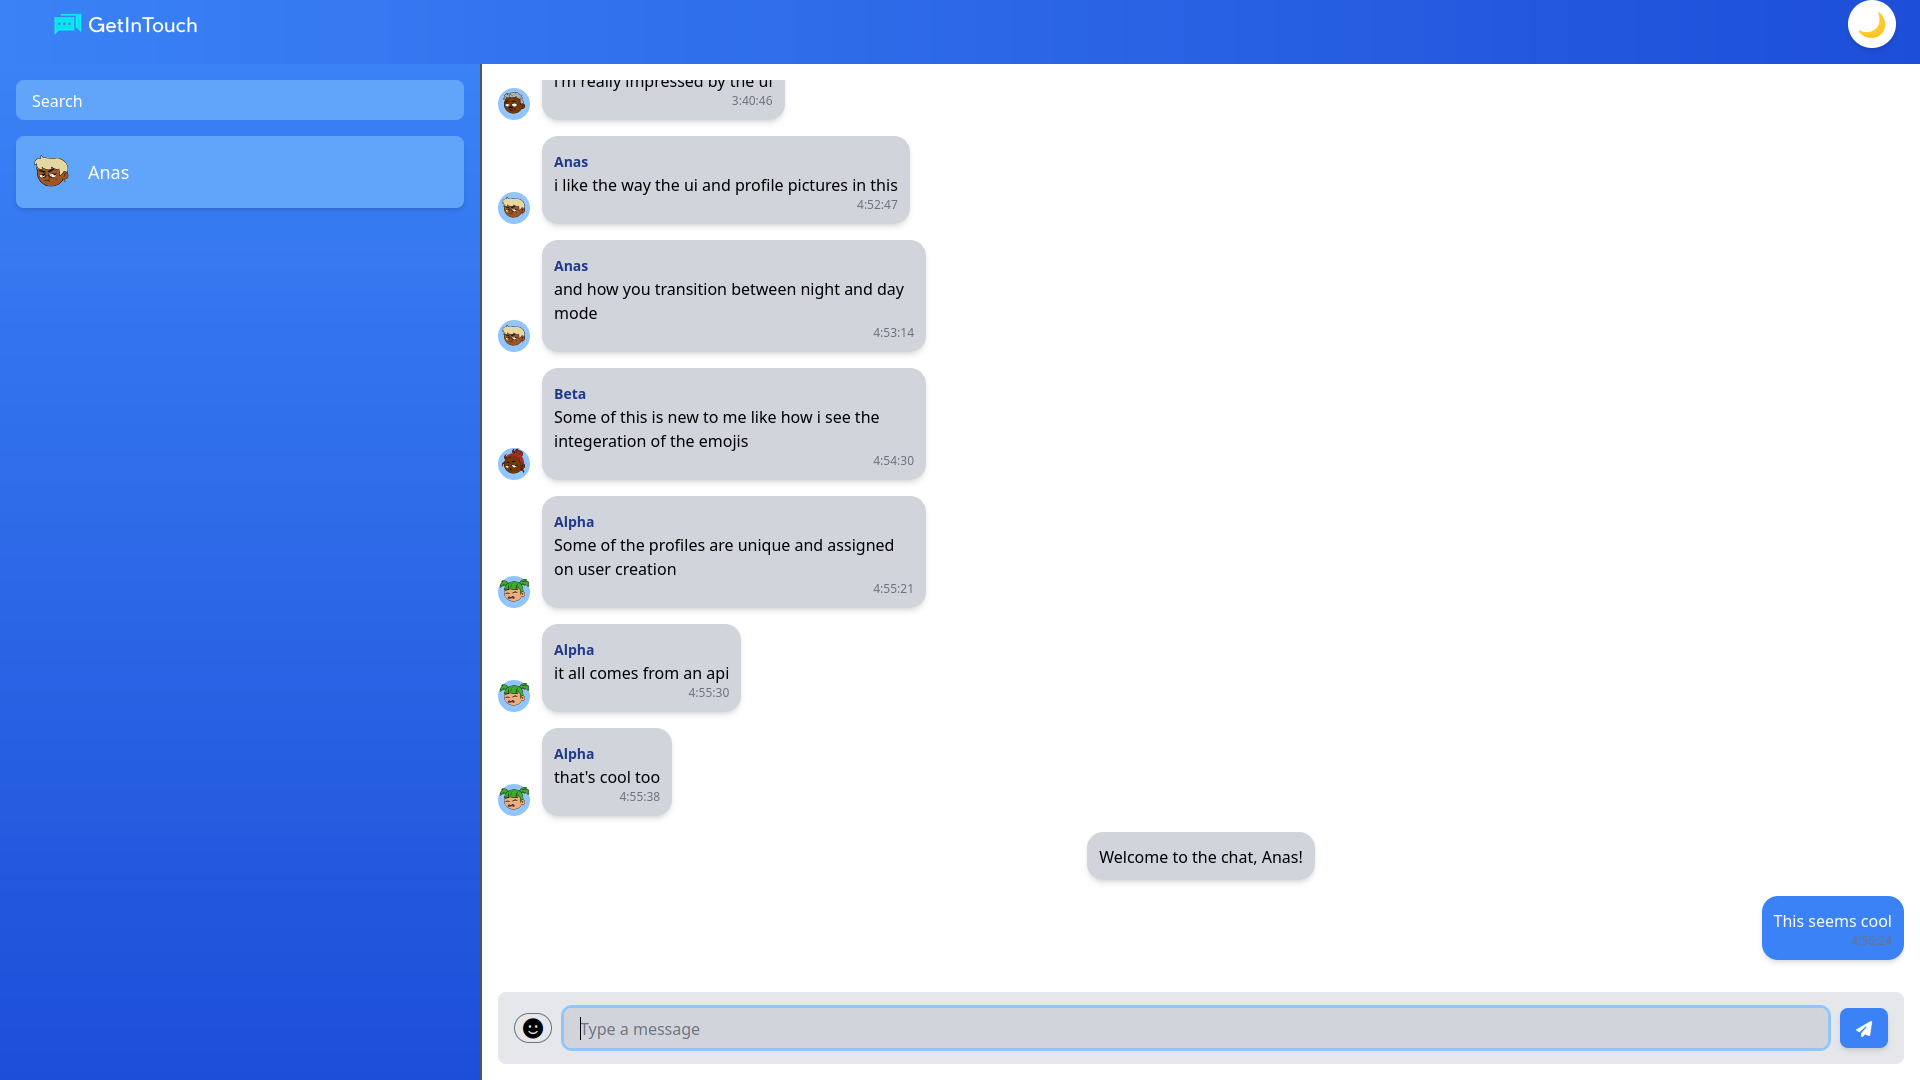 GetInTouch
Search
Anas
I'm really impressed by the ui
3:40:46
Anas
i like the way the ui and profile pictures in this
4:52:47
Anas
and how you transition between night and day
mode
4:53:14
Beta
Some of this is new to me like how i see the
integeration of the emojis
4:54:30
Alpha
Some of the profiles are unique and assigned
on user creation
4:55:21
Alpha
it all comes from an api
4:55:30
Alpha
that's cool too
4:55:38
Welcome to the chat, Anas!
This seems cool
4:56:24
Type a message